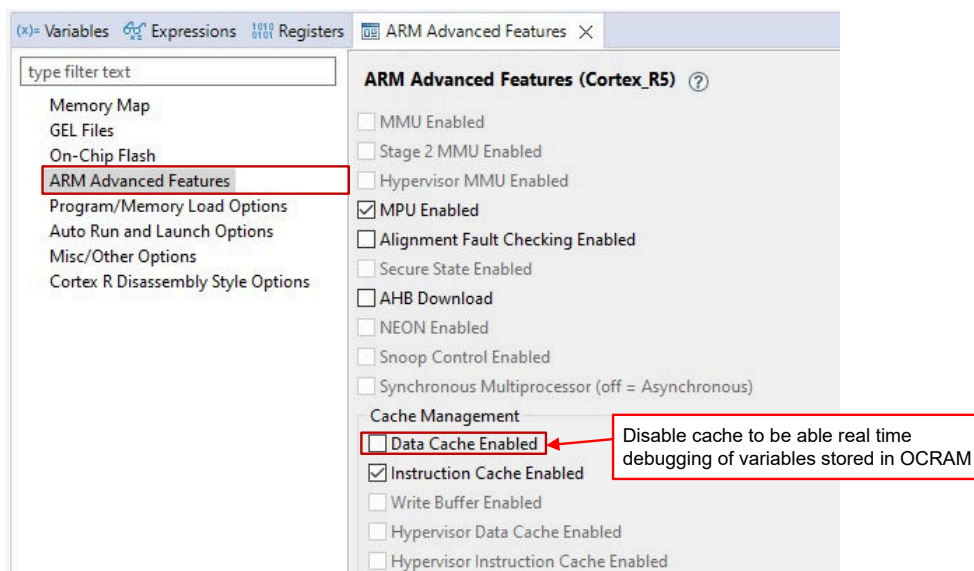 (x)= Variables Expressions 1010 0101 Registers ARM Advanced Features
type filter text
Memory Map
GEL Files
On-Chip Flash
ARM Advanced Features
Program/Memory Load Options
Auto Run and Launch Options
Misc/Other Options
Cortex R Disassembly Style Options
ARM Advanced Features (Cortex_R5) ?
MMU Enabled
Stage 2 MMU Enabled
Hypervisor MMU Enabled
MPU Enabled
Alignment Fault Checking Enabled
Secure State Enabled
AHB Download
NEON Enabled
Snoop Control Enabled
Synchronous Multiprocessor (off = Asynchronous)
Cache Management
Data Cache Enabled
Instruction Cache Enabled
Write Buffer Enabled
Hypervisor Data Cache Enabled
Hypervisor Instruction Cache Enabled
Disable cache to be able real time
debugging of variables stored in OCRAM